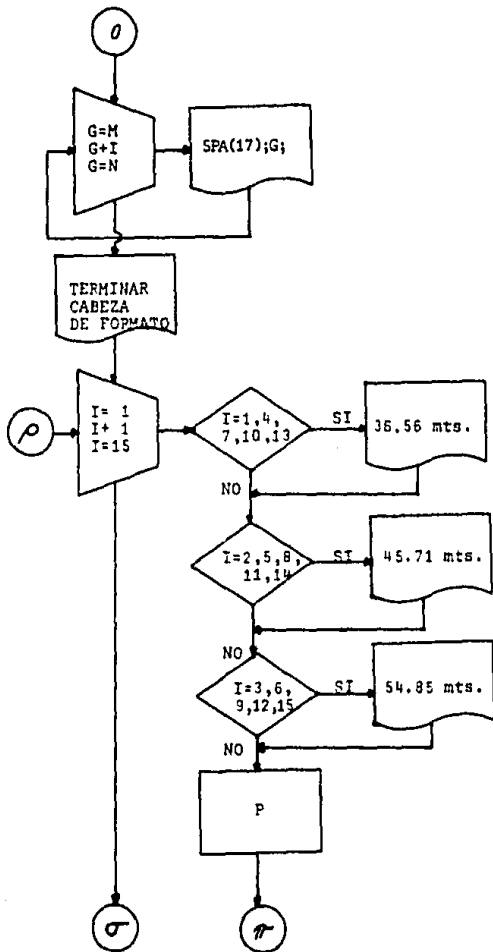 O
G=M
G+I
G=N
SPA(17);G;
TERMINAR
CABEZA
DE FORMATO
ρ
I= 1
I+ 1
I=15
I=1,4,
7,10,13
SI
36.56 mts.
NO
I=2,5,8,
11,14
SI
45.71 mts.
NO
I=3,6,
9,12,15
SI
54.85 mts.
NO
P
σ
π